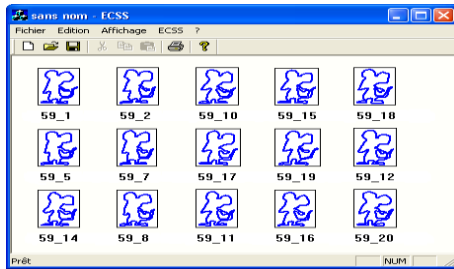 sans nom - ECSS
Fichier Edition Affichage ECSS ?
59_1 59_2 59_10 59_15 59_18
59_5 59_7 59_17 59_19 59_12
59_14 59_8 59_11 59_16 59_20
Prêt NUM